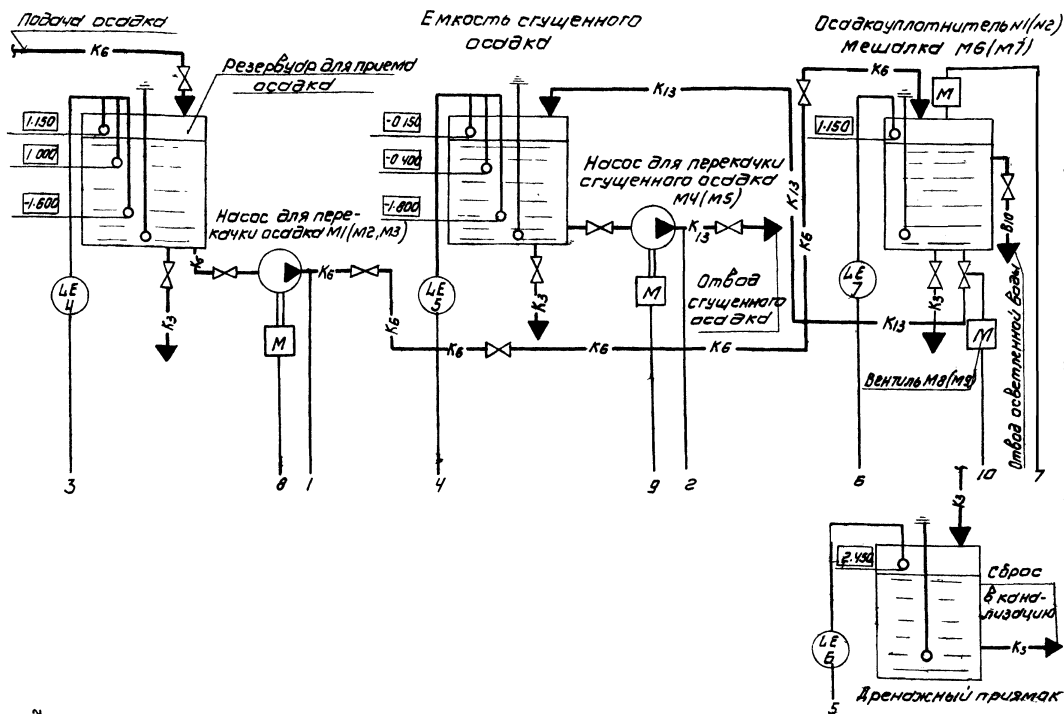 Подача осадка
К6
Резервуар для приема
осадка
1.150
1.000
-1.600
LE
4
К3
3
К6
Насос для пере-
качки осадка М1(М2,М3)
К6
М
8
1
К6
Емкость сгущенного
осадка
-0.150
-0.400
-1.800
LE
5
К3
4
К6
К6
К6
К13
Насос для перекачки
сгущенного осадка
М4(М5)
К13
М
9
2
Отвод
сгущенного
осадка
К13
К6
К6
Осадкоуплотнитель N1(N2)
Мешалка М6(М7)
М
1.150
LE
7
К3
К13
В10
Отвод осветленной воды
М
Вентиль М8(М9)
6
10
7
К3
2.450
LE
6
5
Сброс
в кана-
лизацию
К3
Дренажный приямок